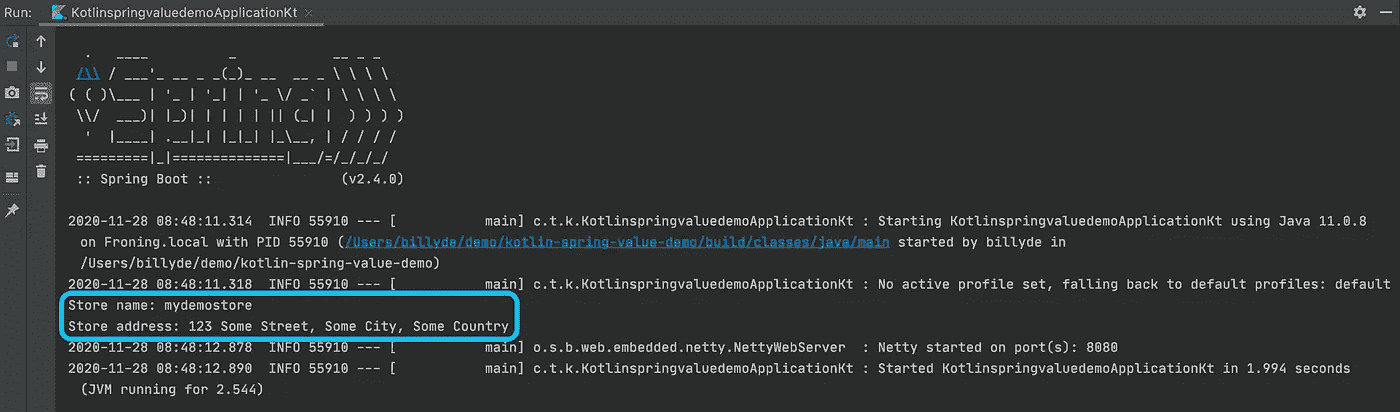 Run: KotlinspringvaluedemoApplicationKt
  .   ____          _            __ _ _
 /\\ / ___'_ __ _ _(_)_ __  __ _ \ \ \ \
( ( )\___ | '_ | '_| | '_ \/ _` | \ \ \ \
 \\/  ___)| |_)| | | | | || (_| |  ) ) ) )
  '  |____| .__|_| |_|_| |_\__, | / / / /
 =========|_|==============|___/=/_/_/_/
 :: Spring Boot ::                (v2.4.0)
2020-11-28 08:48:11.314  INFO 55910 --- [           main] c.t.k.KotlinspringvaluedemoApplicationKt : Starting KotlinspringvaluedemoApplicationKt using Java 11.0.8
on Froning.local with PID 55910 (/Users/billyde/demo/kotlin-spring-value-demo/build/classes/java/main started by billyde in
/Users/billyde/demo/kotlin-spring-value-demo)
2020-11-28 08:48:11.318  INFO 55910 --- [           main] c.t.k.KotlinspringvaluedemoApplicationKt : No active profile set, falling back to default profiles: default
Store name: mydemostore
Store address: 123 Some Street, Some City, Some Country
2020-11-28 08:48:12.878  INFO 55910 --- [           main] o.s.b.web.embedded.netty.NettyWebServer  : Netty started on port(s): 8080
2020-11-28 08:48:12.890  INFO 55910 --- [           main] c.t.k.KotlinspringvaluedemoApplicationKt : Started KotlinspringvaluedemoApplicationKt in 1.994 seconds
(JVM running for 2.544)